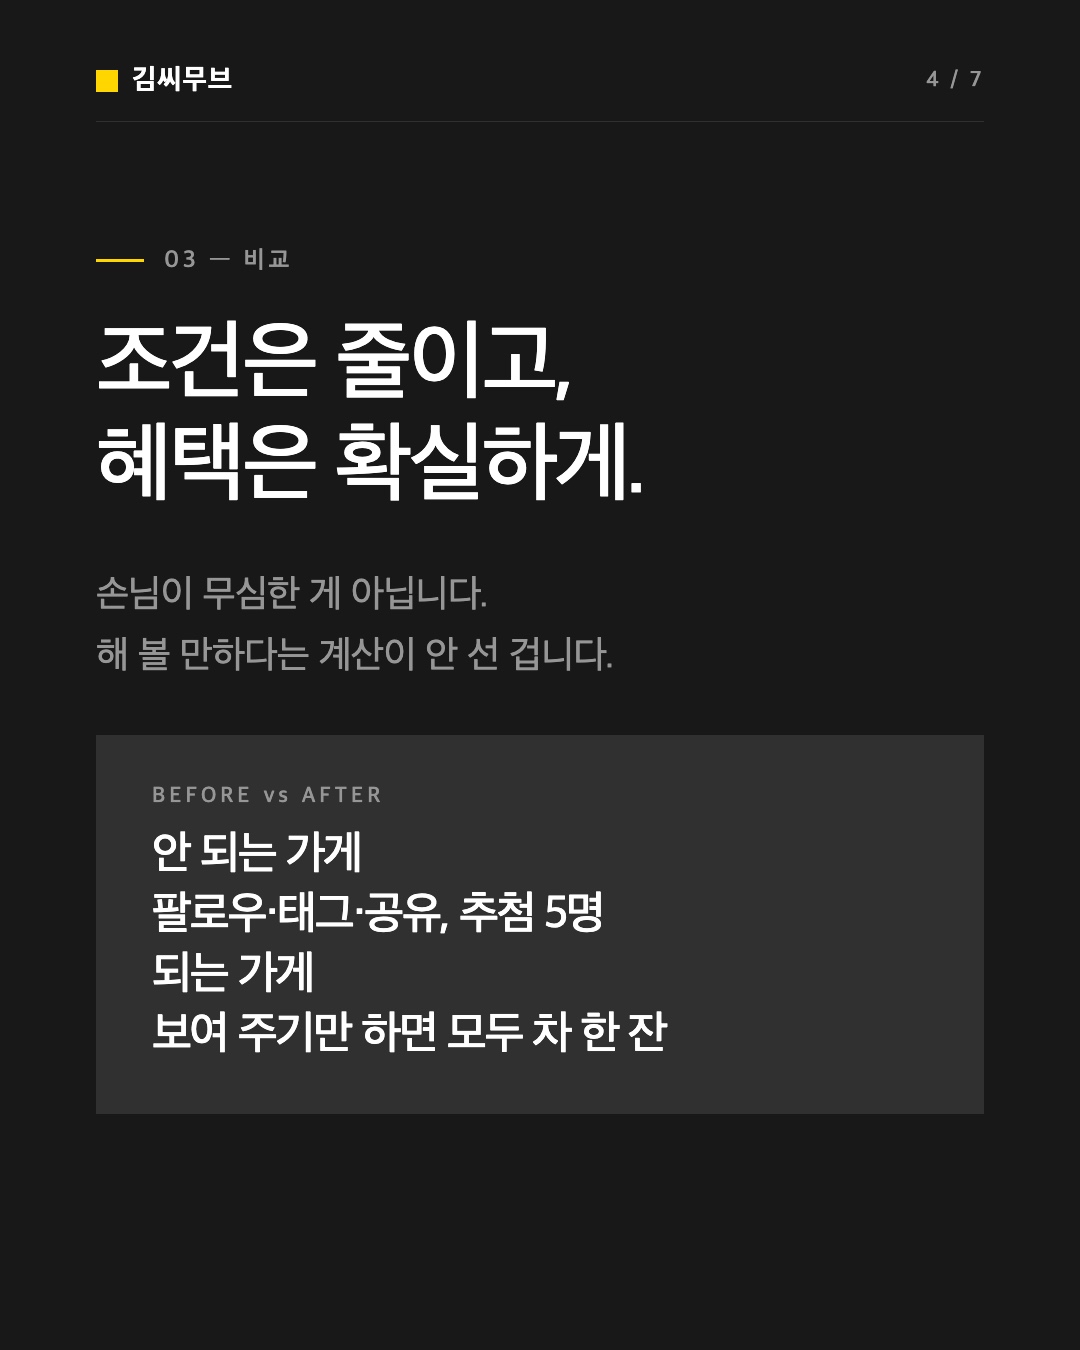 김씨무브
4 / 7
03 — 비교
조건은 줄이고,
혜택은 확실하게.
손님이 무심한 게 아닙니다.
해 볼 만하다는 계산이 안 선 겁니다.
BEFORE vs AFTER
안 되는 가게
팔로우·태그·공유, 추첨 5명
되는 가게
보여 주기만 하면 모두 차 한 잔